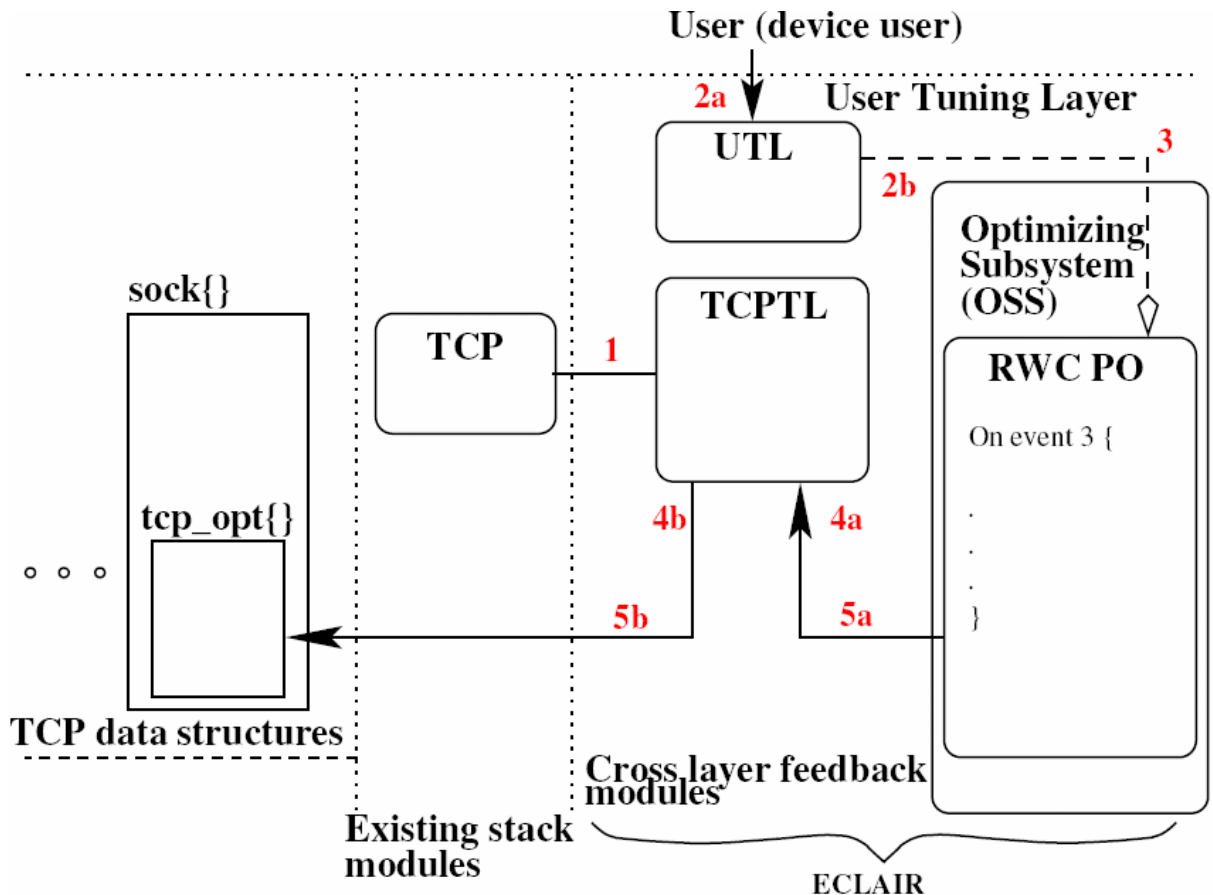 User (device user)
2a
User Tuning Layer
UTL
3
2b
Optimizing
Subsystem
(OSS)
sock{}
TCPTL
TCP
1
RWC PO
On event 3 {
.
.
.
}
tcp_opt{}
4b
4a
5b
5a
TCP data structures
Cross layer feedback
modules
Existing stack
modules
ECLAIR